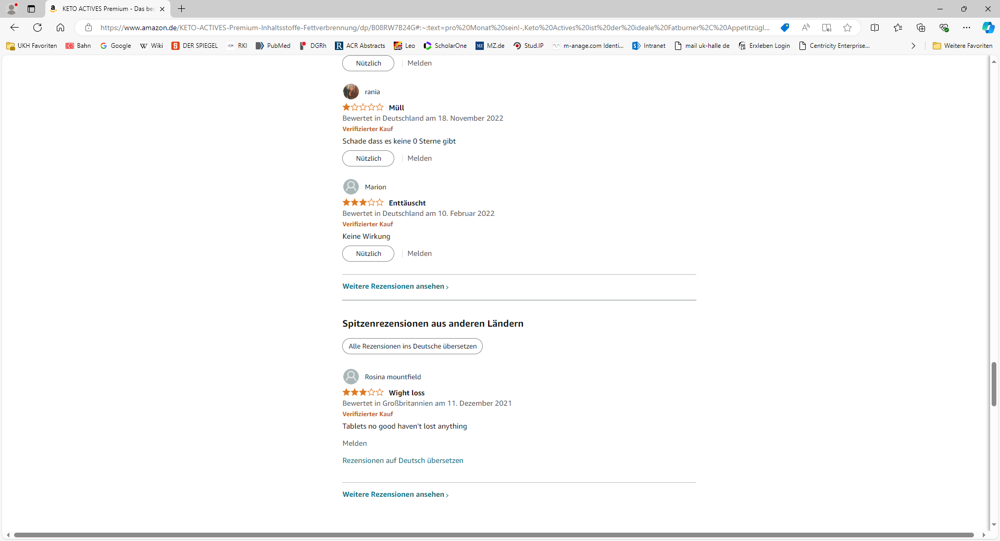 KETO ACTIVES Premium - Das bes
https://www.amazon.de/KETO-ACTIVES-Premium-Inhaltsstoffe-Fettverbrennung/dp/B08RW7B24G#:~:text=pro%20Monat%20sein!-,Keto%20Actives%20ist%20der%20ideale%20Fatburner%2C%20Appetitzügl...
UKH Favoriten Bahn Google Wiki DER SPIEGEL RKI PubMed DGRh ACR Abstracts Leo ScholarOne MZ.de Stud.IP m-anage.com Identi... Intranet mail uk-halle de Erxleben Login Centricity Enterprise... Weitere Favoriten
Nützlich Melden
rania
Müll
Bewertet in Deutschland am 18. November 2022
Verifizierter Kauf
Schade dass es keine 0 Sterne gibt
Nützlich Melden
Marion
Enttäuscht
Bewertet in Deutschland am 10. Februar 2022
Verifizierter Kauf
Keine Wirkung
Nützlich Melden
Weitere Rezensionen ansehen ›
Spitzenrezensionen aus anderen Ländern
Alle Rezensionen ins Deutsche übersetzen
Rosina mountfield
Wight loss
Bewertet in Großbritannien am 11. Dezember 2021
Verifizierter Kauf
Tablets no good haven't lost anything
Melden
Rezensionen auf Deutsch übersetzen
Weitere Rezensionen ansehen ›